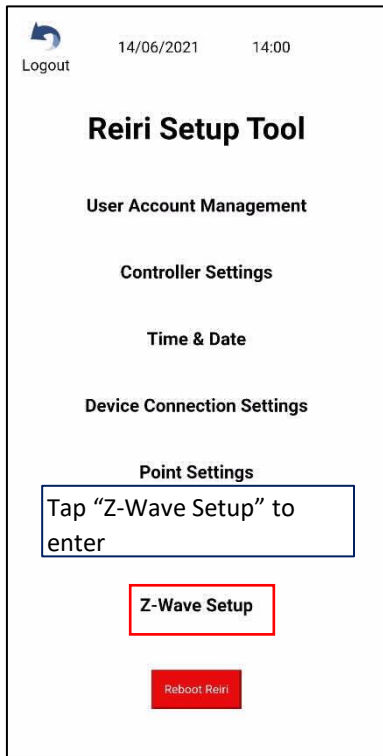 14/06/2021 14:00
Logout
Reiri Setup Tool
User Account Management
Controller Settings
Time & Date
Device Connection Settings
Point Settings
Tap “Z-Wave Setup” to
enter
Z-Wave Setup
Reboot Reiri